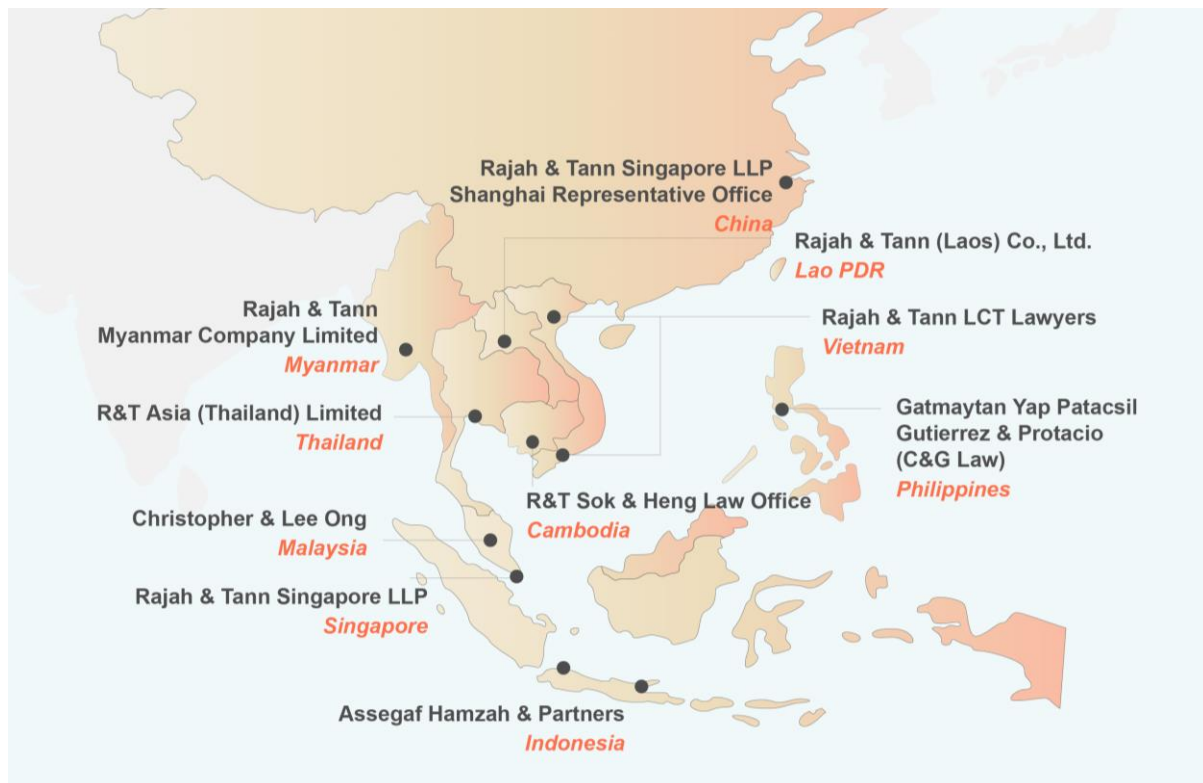 Rajah & Tann Singapore LLP
Shanghai Representative Office
China
Rajah & Tann (Laos) Co., Ltd.
Lao PDR
Rajah & Tann
Myanmar Company Limited
Myanmar
Rajah & Tann LCT Lawyers
Vietnam
R&T Asia (Thailand) Limited
Thailand
Gatmaytan Yap Patacsil
Gutierrez & Protacio
(C&G Law)
Philippines
R&T Sok & Heng Law Office
Cambodia
Christopher & Lee Ong
Malaysia
Rajah & Tann Singapore LLP
Singapore
Assegaf Hamzah & Partners
Indonesia